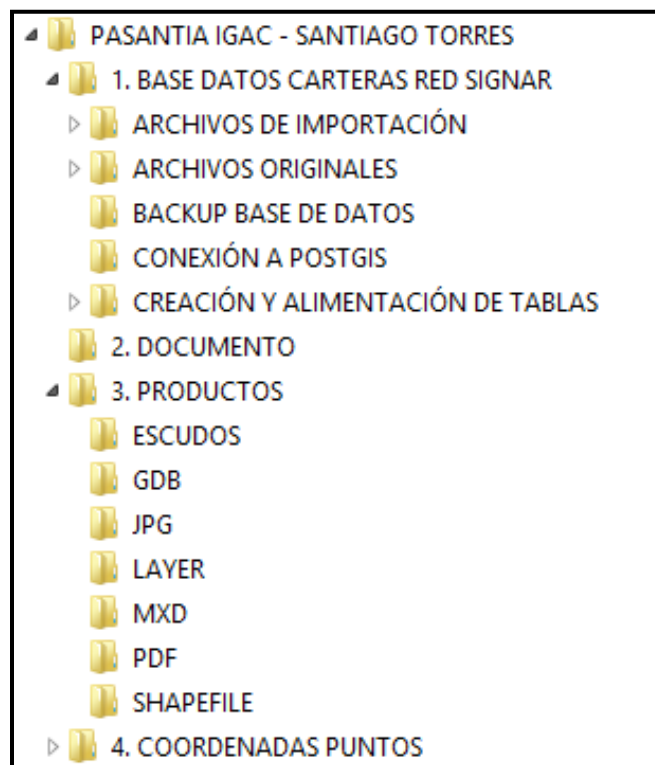 PASANTIA IGAC - SANTIAGO TORRES
1. BASE DATOS CARTERAS RED SIGNAR
ARCHIVOS DE IMPORTACIÓN
ARCHIVOS ORIGINALES
BACKUP BASE DE DATOS
CONEXIÓN A POSTGIS
CREACIÓN Y ALIMENTACIÓN DE TABLAS
2. DOCUMENTO
3. PRODUCTOS
ESCUDOS
GDB
JPG
LAYER
MXD
PDF
SHAPEFILE
4. COORDENADAS PUNTOS